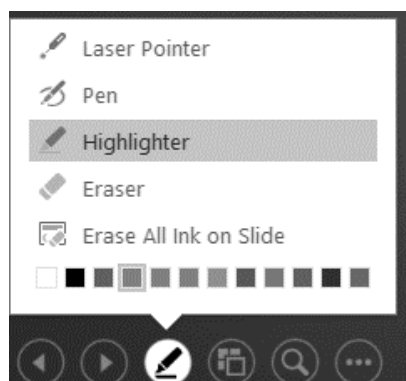 Laser Pointer
Pen
Highlighter
Eraser
Erase All Ink on Slide